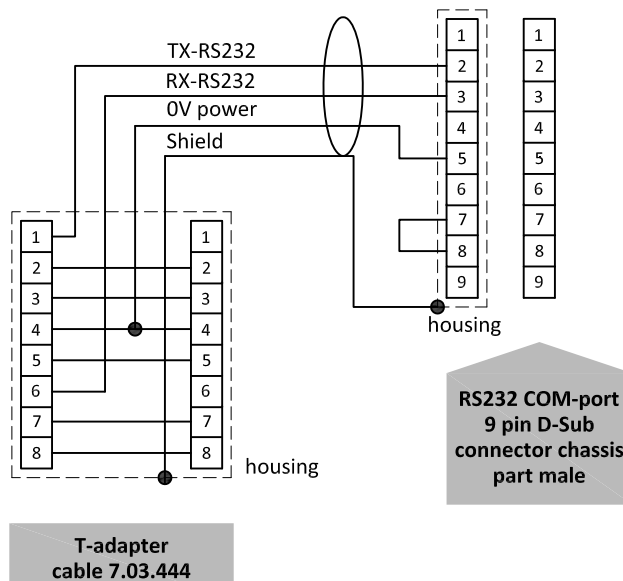 TX-RS232
RX-RS232
0V power
Shield
1
2
3
4
5
6
7
8
9
1
2
3
4
5
6
7
8
9
housing
1
2
3
4
5
6
7
8
1
2
3
4
5
6
7
8
housing
RS232 COM-port
9 pin D-Sub
connector chassis
part male
T-adapter
cable 7.03.444